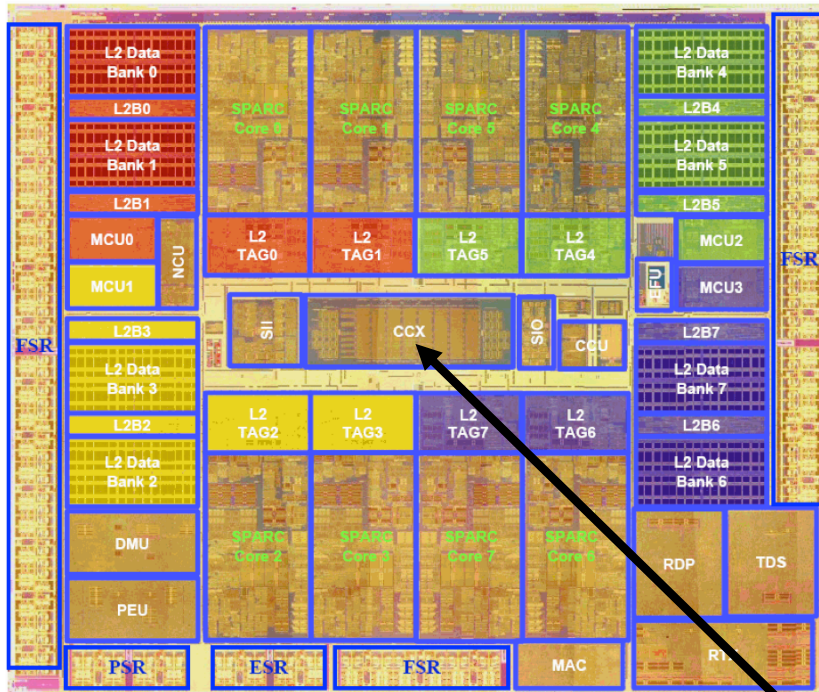 L2 Data
Bank 0
L2B0
L2 Data
Bank 1
L2B1
MCU0
NCU
MCU1
FSR
L2B3
L2 Data
Bank 3
L2B2
L2 Data
Bank 2
DMU
PEU
SPARC
Core 0
SPARC
Core 1
SPARC
Core 5
SPARC
Core 4
L2
TAG0
L2
TAG1
L2
TAG5
L2
TAG4
SII
CCX
SIO
CCU
L2
TAG2
L2
TAG3
L2
TAG7
L2
TAG6
SPARC
Core 2
SPARC
Core 3
SPARC
Core 7
SPARC
Core 6
L2 Data
Bank 4
L2B4
L2 Data
Bank 5
L2B5
MCU2
EFU
MCU3
FSR
L2B7
L2 Data
Bank 7
L2B6
L2 Data
Bank 6
RDP
TDS
PSR
ESR
FSR
MAC